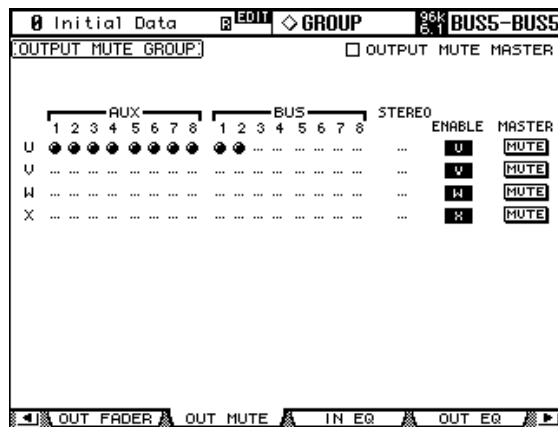 0 Initial Data R EDIT GROUP 96k 6.1 BUS5-BUS5
OUTPUT MUTE GROUP
OUTPUT MUTE MASTER
AUX BUS STEREO
1 2 3 4 5 6 7 8 1 2 3 4 5 6 7 8 ENABLE MASTER
U U MUTE
V V MUTE
W W MUTE
X X MUTE
OUT FADER OUT MUTE IN EQ OUT EQ